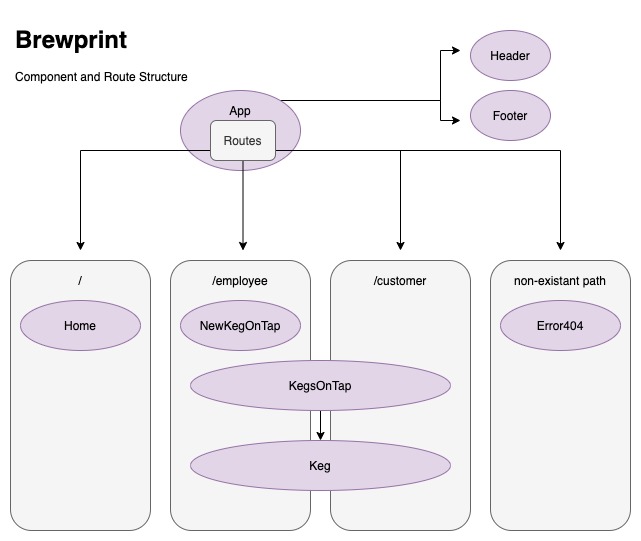 Brewprint
Component and Route Structure
Header
Footer
App
Routes
/
/employee
/customer
non-existant path
Home
NewKegOnTap
Error404
KegsOnTap
Keg